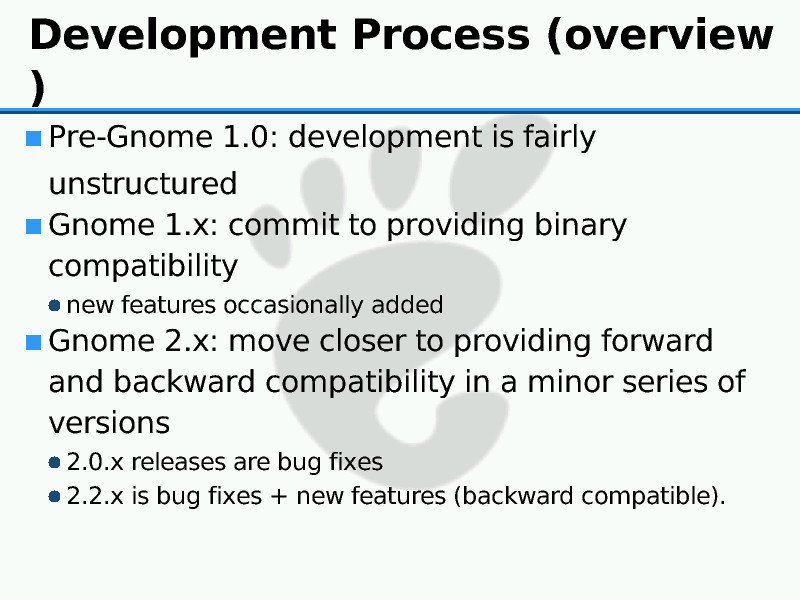 Development Process (overview
)
Pre-Gnome 1.0: development is fairly
unstructured
Gnome 1.x: commit to providing binary
compatibility
new features occasionally added
Gnome 2.x: move closer to providing forward
and backward compatibility in a minor series of
versions
2.0.x releases are bug fixes
2.2.x is bug fixes + new features (backward compatible).